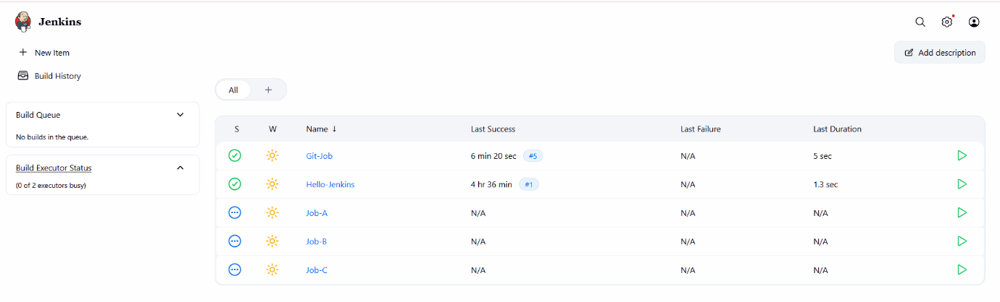 Jenkins
New Item
Add description
Build History
All +
Build Queue
No builds in the queue.
Build Executor Status
(0 of 2 executors busy)
S W Name ↓ Last Success Last Failure Last Duration
Git-Job 6 min 20 sec #5 N/A 5 sec
Hello-Jenkins 4 hr 36 min #1 N/A 1.3 sec
Job-A N/A N/A N/A
Job-B N/A N/A N/A
Job-C N/A N/A N/A